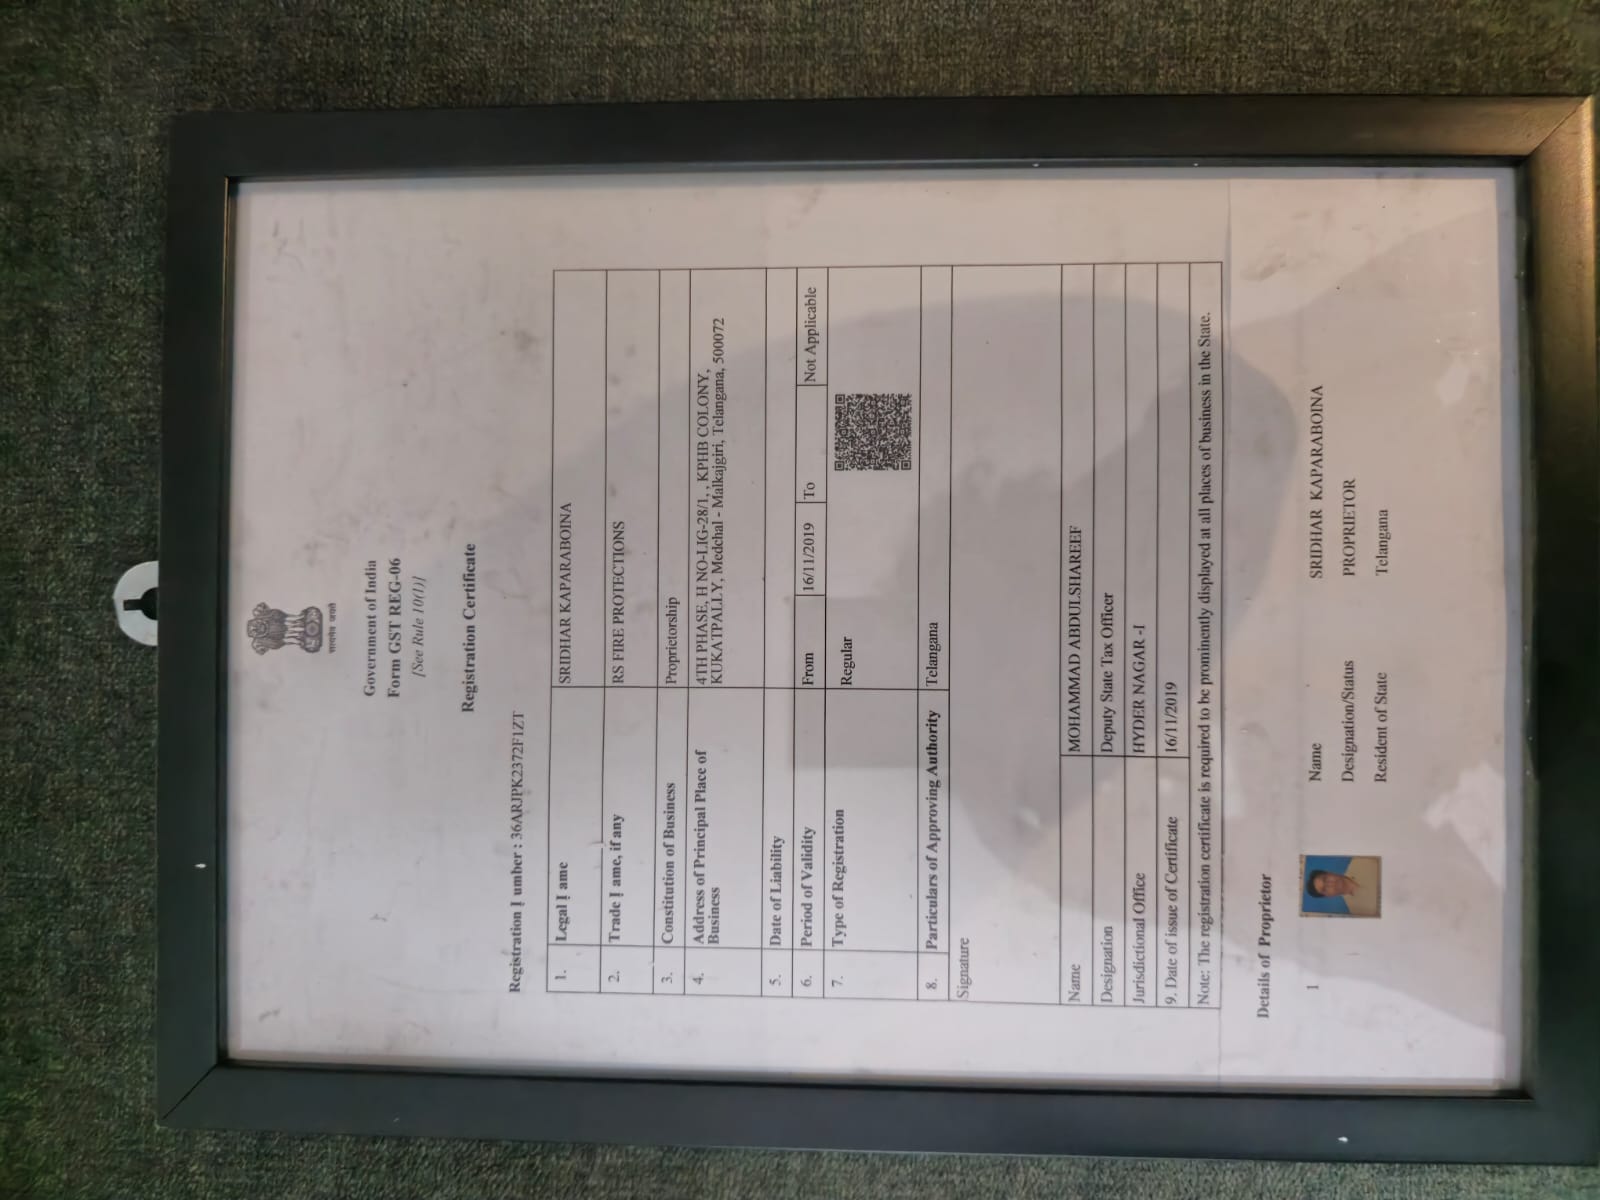 सत्यमेव जयते
Government of India
Form GST REG-06
[See Rule 10(1)]
Registration Certificate
Registration Į umber : 36ARJPK2372F1ZT
1. Legal Į ame SRIDHAR KAPARABOINA
2. Trade Į ame, if any RS FIRE PROTECTIONS
3. Constitution of Business Proprietorship
4. Address of Principal Place of Business 4TH PHASE, H NO-LIG-28/1, , KPHB COLONY,
KUKATPALLY, Medchal - Malkajgiri, Telangana, 500072
5. Date of Liability
6. Period of Validity From 16/11/2019 To Not Applicable
7. Type of Registration Regular
8. Particulars of Approving Authority Telangana
Signature
Name MOHAMMAD ABDULSHAREEF
Designation Deputy State Tax Officer
Jurisdictional Office HYDER NAGAR -I
9. Date of issue of Certificate 16/11/2019
Note: The registration certificate is required to be prominently displayed at all places of business in the State.
Details of Proprietor
1 Name SRIDHAR KAPARABOINA
Designation/Status PROPRIETOR
Resident of State Telangana